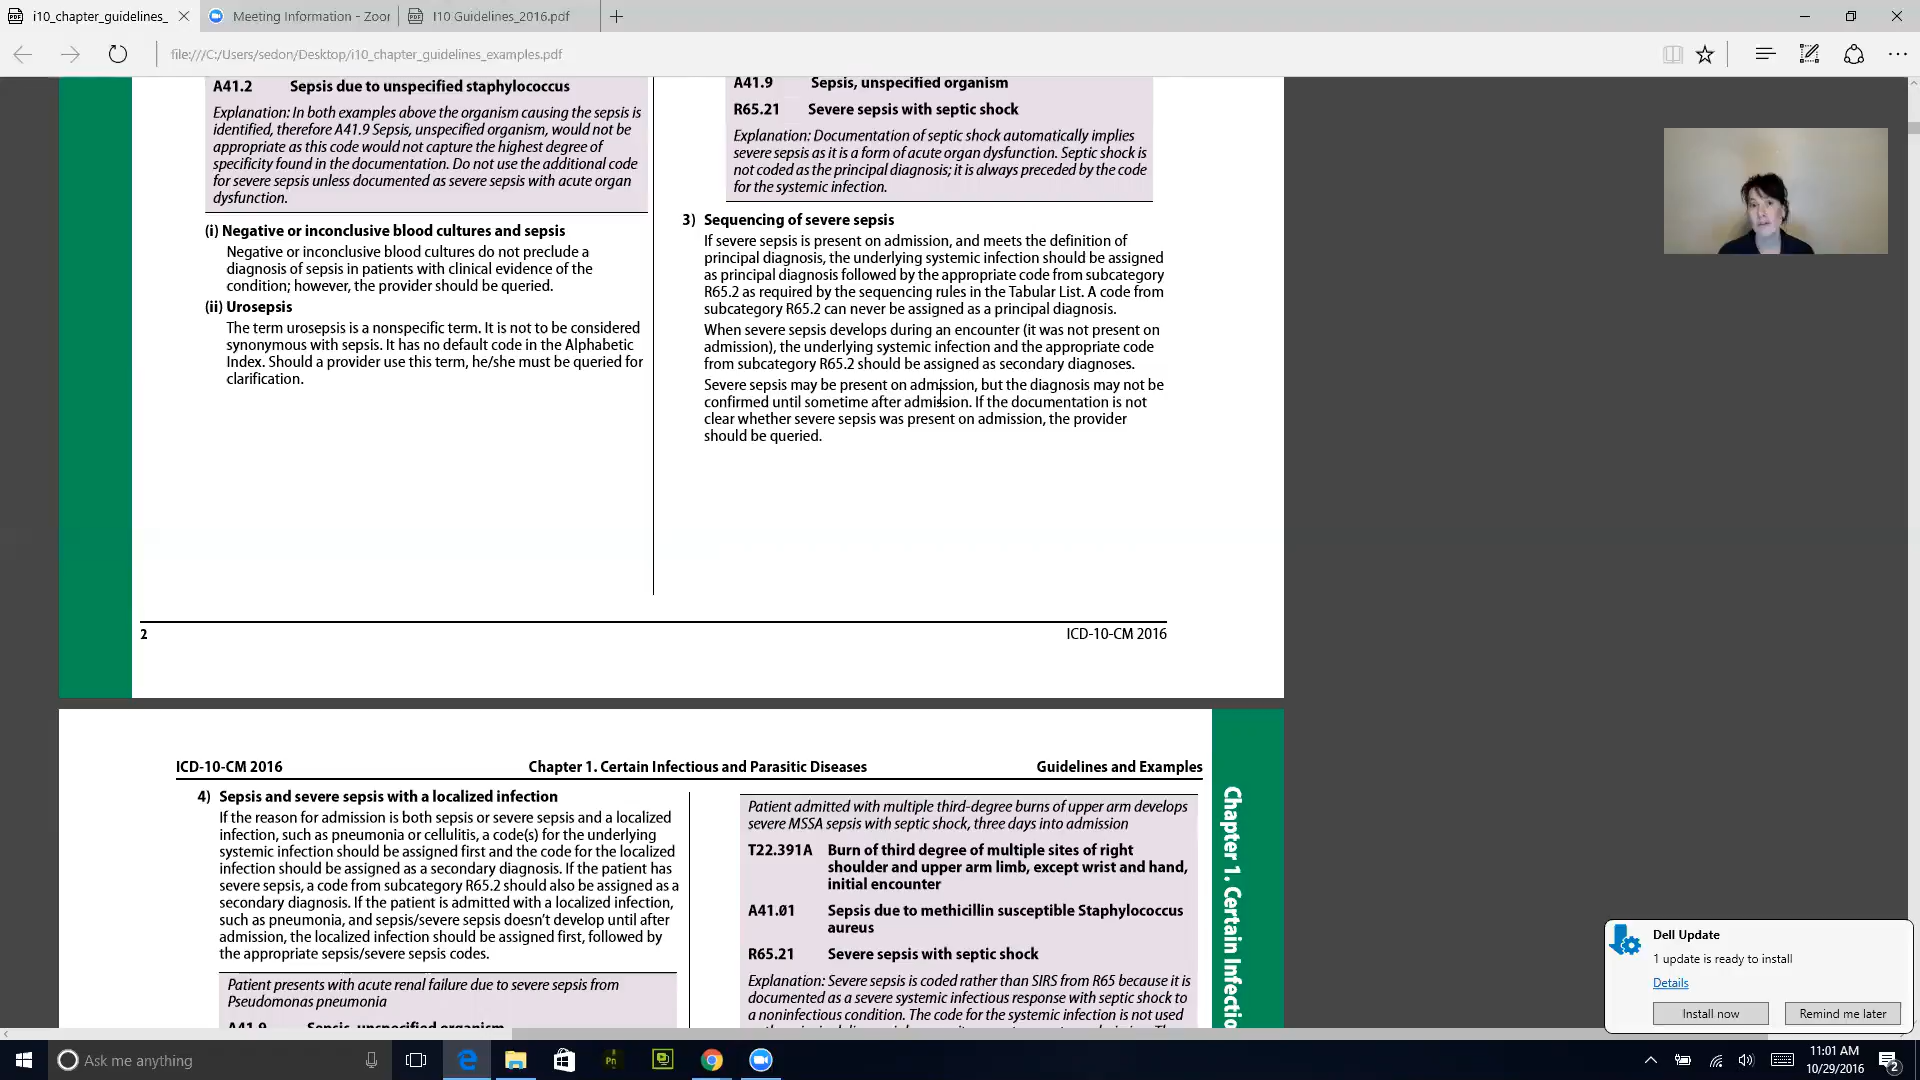 i10_chapter_guidelines_
Meeting Information - Zoor
I10 Guidelines_2016.pdf
file:///C:/Users/sedon/Desktop/i10_chapter_guidelines_examples.pdf
A41.2 Sepsis due to unspecified staphylococcus
Explanation: In both examples above the organism causing the sepsis is
identified, therefore A41.9 Sepsis, unspecified organism, would not be
appropriate as this code would not capture the highest degree of
specificity found in the documentation. Do not use the additional code
for severe sepsis unless documented as severe sepsis with acute organ
dysfunction.
(i) Negative or inconclusive blood cultures and sepsis
Negative or inconclusive blood cultures do not preclude a
diagnosis of sepsis in patients with clinical evidence of the
condition; however, the provider should be queried.
(ii) Urosepsis
The term urosepsis is a nonspecific term. It is not to be considered
synonymous with sepsis. It has no default code in the Alphabetic
Index. Should a provider use this term, he/she must be queried for
clarification.
A41.9 Sepsis, unspecified organism
R65.21 Severe sepsis with septic shock
Explanation: Documentation of septic shock automatically implies
severe sepsis as it is a form of acute organ dysfunction. Septic shock is
not coded as the principal diagnosis; it is always preceded by the code
for the systemic infection.
3) Sequencing of severe sepsis
If severe sepsis is present on admission, and meets the definition of
principal diagnosis, the underlying systemic infection should be assigned
as principal diagnosis followed by the appropriate code from subcategory
R65.2 as required by the sequencing rules in the Tabular List. A code from
subcategory R65.2 can never be assigned as a principal diagnosis.
When severe sepsis develops during an encounter (it was not present on
admission), the underlying systemic infection and the appropriate code
from subcategory R65.2 should be assigned as secondary diagnoses.
Severe sepsis may be present on admission, but the diagnosis may not be
confirmed until sometime after admission. If the documentation is not
clear whether severe sepsis was present on admission, the provider
should be queried.
2
ICD-10-CM 2016
ICD-10-CM 2016
Chapter 1. Certain Infectious and Parasitic Diseases
Guidelines and Examples
4) Sepsis and severe sepsis with a localized infection
If the reason for admission is both sepsis or severe sepsis and a localized
infection, such as pneumonia or cellulitis, a code(s) for the underlying
systemic infection should be assigned first and the code for the localized
infection should be assigned as a secondary diagnosis. If the patient has
severe sepsis, a code from subcategory R65.2 should also be assigned as a
secondary diagnosis. If the patient is admitted with a localized infection,
such as pneumonia, and sepsis/severe sepsis doesn't develop until after
admission, the localized infection should be assigned first, followed by
the appropriate sepsis/severe sepsis codes.
Patient presents with acute renal failure due to severe sepsis from
Pseudomonas pneumonia
A41.9 Sepsis, unspecified organism
Patient admitted with multiple third-degree burns of upper arm develops
severe MSSA sepsis with septic shock, three days into admission
T22.391A Burn of third degree of multiple sites of right
shoulder and upper arm limb, except wrist and hand,
initial encounter
A41.01 Sepsis due to methicillin susceptible Staphylococcus
aureus
R65.21 Severe sepsis with septic shock
Explanation: Severe sepsis is coded rather than SIRS from R65 because it is
documented as a severe systemic infectious response with septic shock to
a noninfectious condition. The code for the systemic infection is not used
Chapter 1. Certain Infectio
Dell Update
1 update is ready to install
Details
Install now
Remind me later
Ask me anything
Pn
11:01 AM
10/29/2016
2